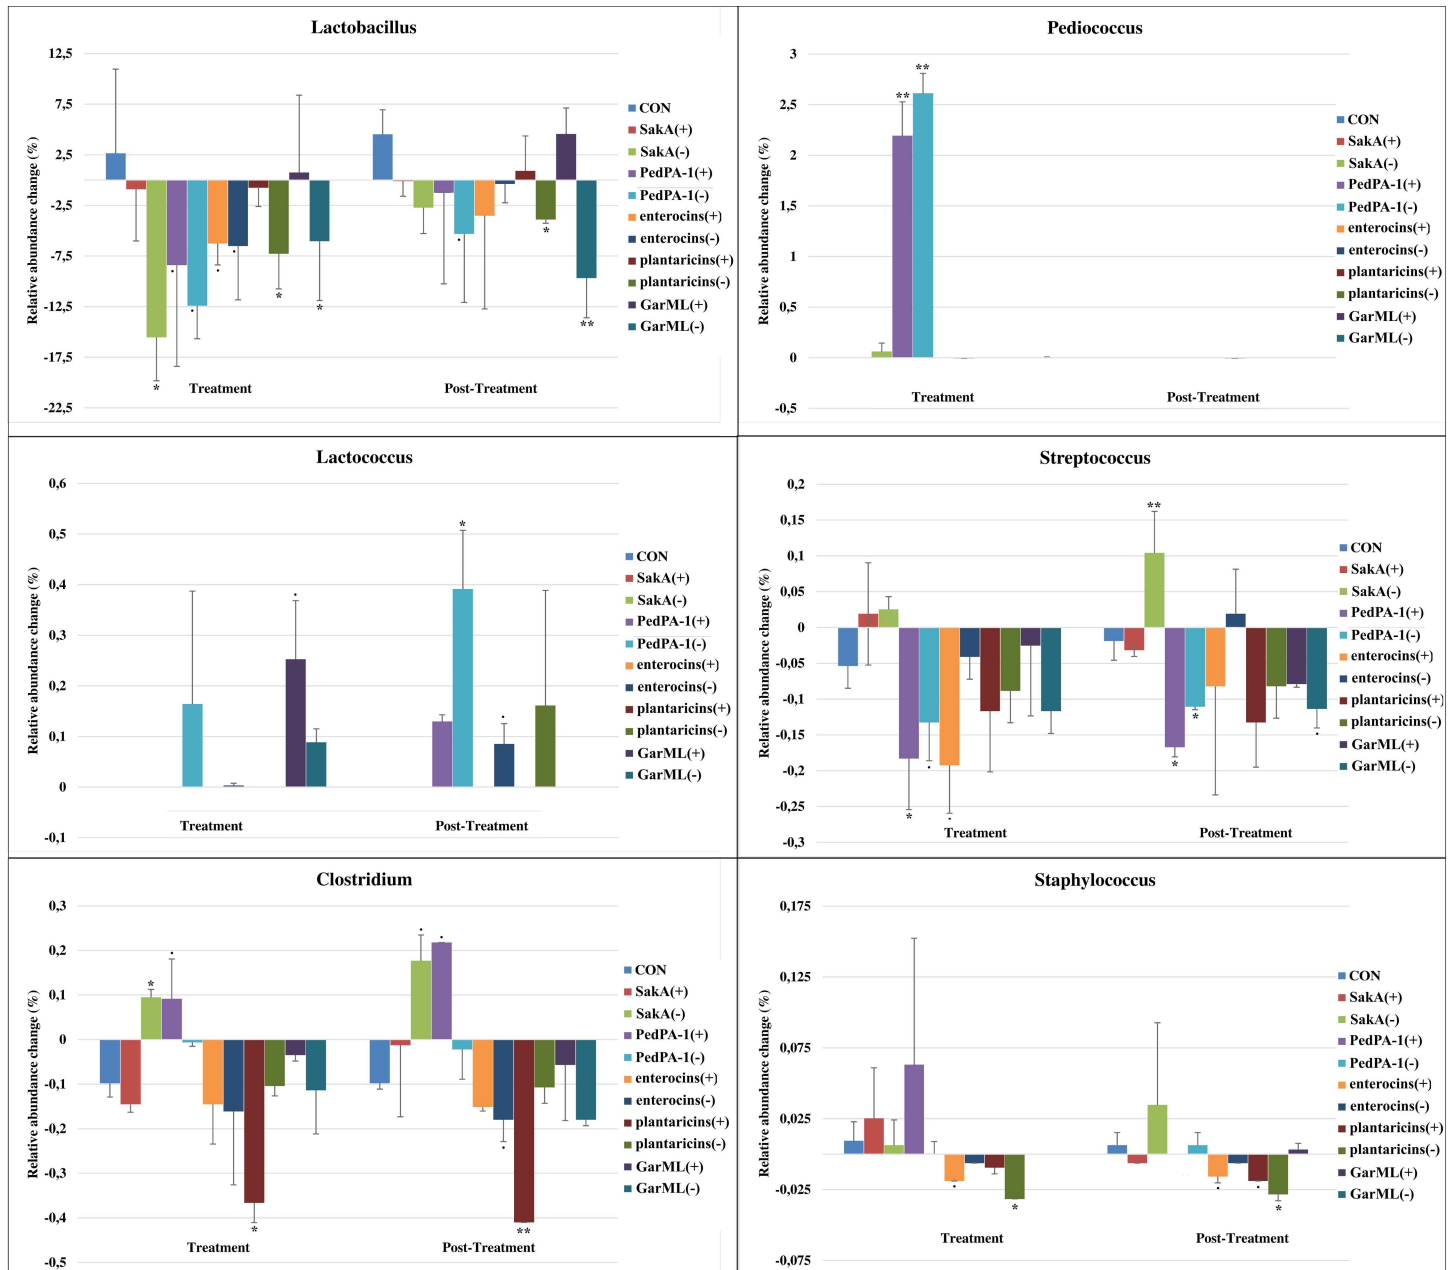 Lactobacillus
Relative abundance change (%)
12,5
7,5
2,5
-2,5
-7,5
-12,5
-17,5
-22,5
*
*
*
*
**
Treatment
Post-Treatment
CON
SakA(+)
SakA(-)
PedPA-1(+)
PedPA-1(-)
enterocins(+)
enterocins(-)
plantaricins(+)
plantaricins(-)
GarML(+)
GarML(-)
Pediococcus
Relative abundance change (%)
3
2,5
2
1,5
1
0,5
0
-0,5
**
**
Treatment
Post-Treatment
CON
SakA(+)
SakA(-)
PedPA-1(+)
PedPA-1(-)
enterocins(+)
enterocins(-)
plantaricins(+)
plantaricins(-)
GarML(+)
GarML(-)
Lactococcus
Relative abundance change (%)
0,6
0,5
0,4
0,3
0,2
0,1
0
-0,1
*
Treatment
Post-Treatment
CON
SakA(+)
SakA(-)
PedPA-1(+)
PedPA-1(-)
enterocins(+)
enterocins(-)
plantaricins(+)
plantaricins(-)
GarML(+)
GarML(-)
Streptococcus
Relative abundance change (%)
0,2
0,15
0,1
0,05
0
-0,05
-0,1
-0,15
-0,2
-0,25
-0,3
**
*
*
*
Treatment
Post-Treatment
CON
SakA(+)
SakA(-)
PedPA-1(+)
PedPA-1(-)
enterocins(+)
enterocins(-)
plantaricins(+)
plantaricins(-)
GarML(+)
GarML(-)
Clostridium
Relative abundance change (%)
0,3
0,2
0,1
0
-0,1
-0,2
-0,3
-0,4
-0,5
*
*
**
Treatment
Post-Treatment
CON
SakA(+)
SakA(-)
PedPA-1(+)
PedPA-1(-)
enterocins(+)
enterocins(-)
plantaricins(+)
plantaricins(-)
GarML(+)
GarML(-)
Staphylococcus
Relative abundance change (%)
0,175
0,125
0,075
0,025
-0,025
-0,075
*
*
Treatment
Post-Treatment
CON
SakA(+)
SakA(-)
PedPA-1(+)
PedPA-1(-)
enterocins(+)
enterocins(-)
plantaricins(+)
plantaricins(-)
GarML(+)
GarML(-)